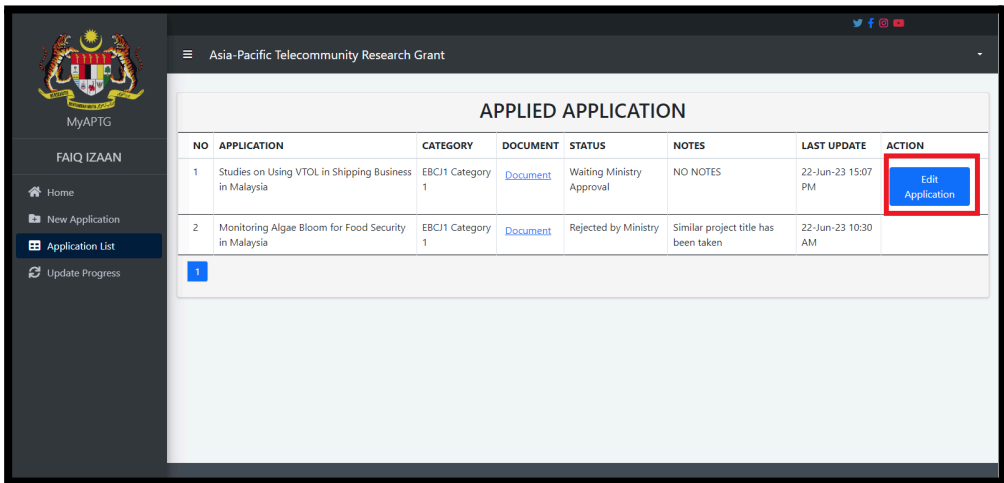 Asia-Pacific Telecommunity Research Grant
MyAPTG
FAIQ IZAAN
Home
New Application
Application List
Update Progress
APPLIED APPLICATION
NO APPLICATION CATEGORY DOCUMENT STATUS NOTES LAST UPDATE ACTION
1 Studies on Using VTOL in Shipping Business EBCJ1 Category Document Waiting Ministry NO NOTES 22-Jun-23 15:07 Edit
in Malaysia 1 Approval PM Application
2 Monitoring Algae Bloom for Food Security EBCJ1 Category Document Rejected by Ministry Similar project title has 22-Jun-23 10:30
in Malaysia 1 been taken AM
1